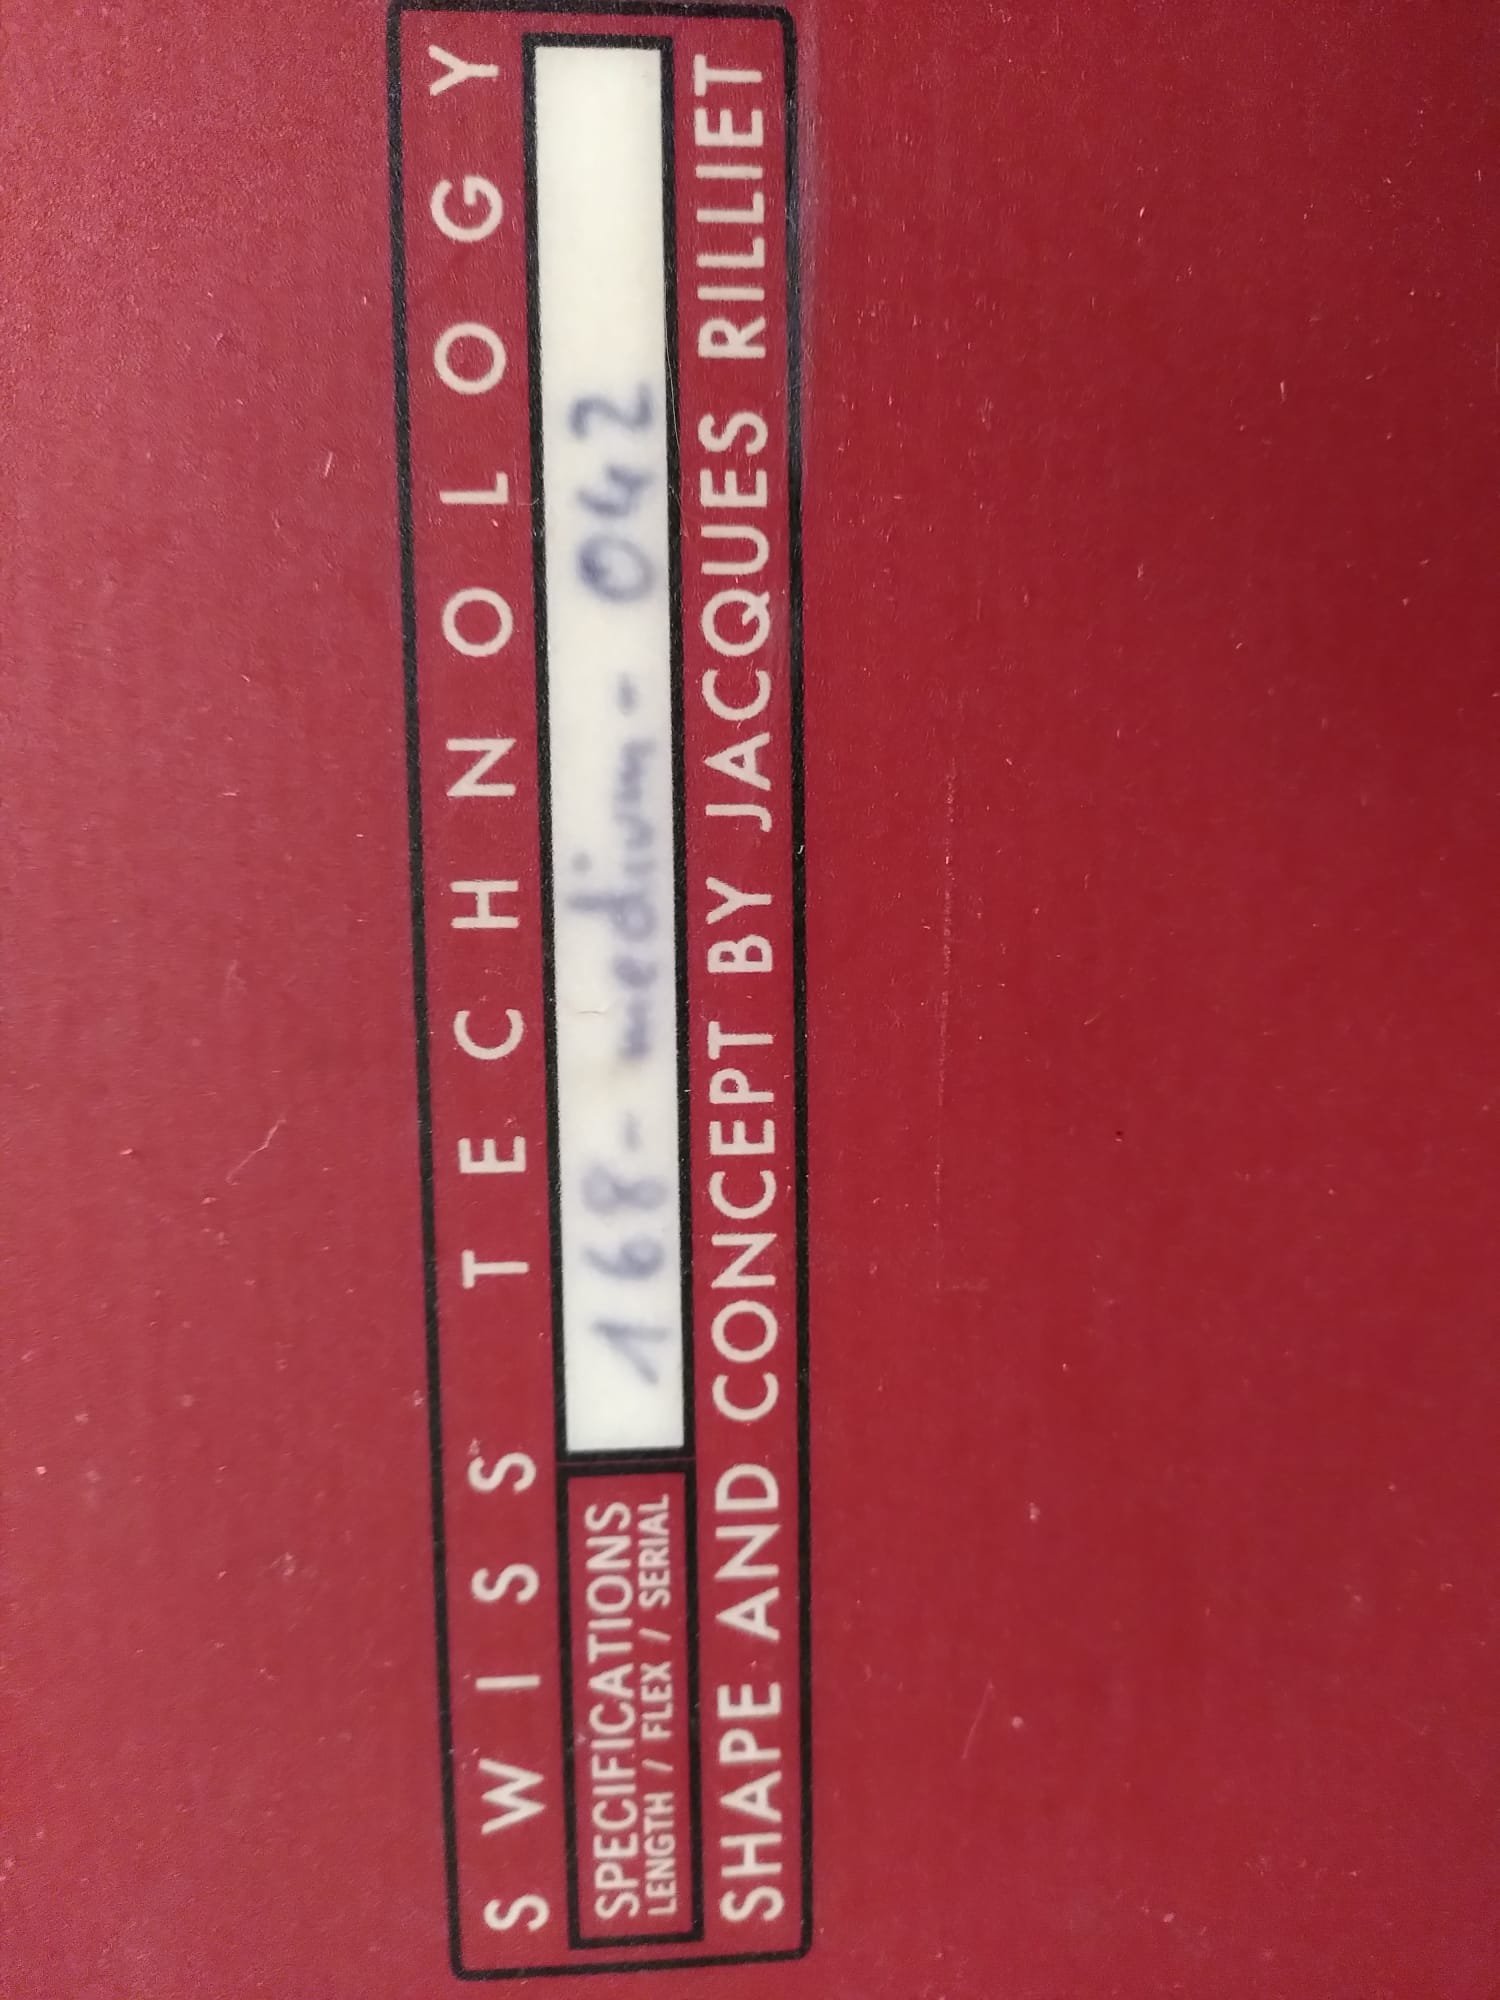 SWISS TECHNOLOGY
SPECIFICATIONS
LENGTH / FLEX / SERIAL
168 - medium - 042
SHAPE AND CONCEPT BY JACQUES RILLIET